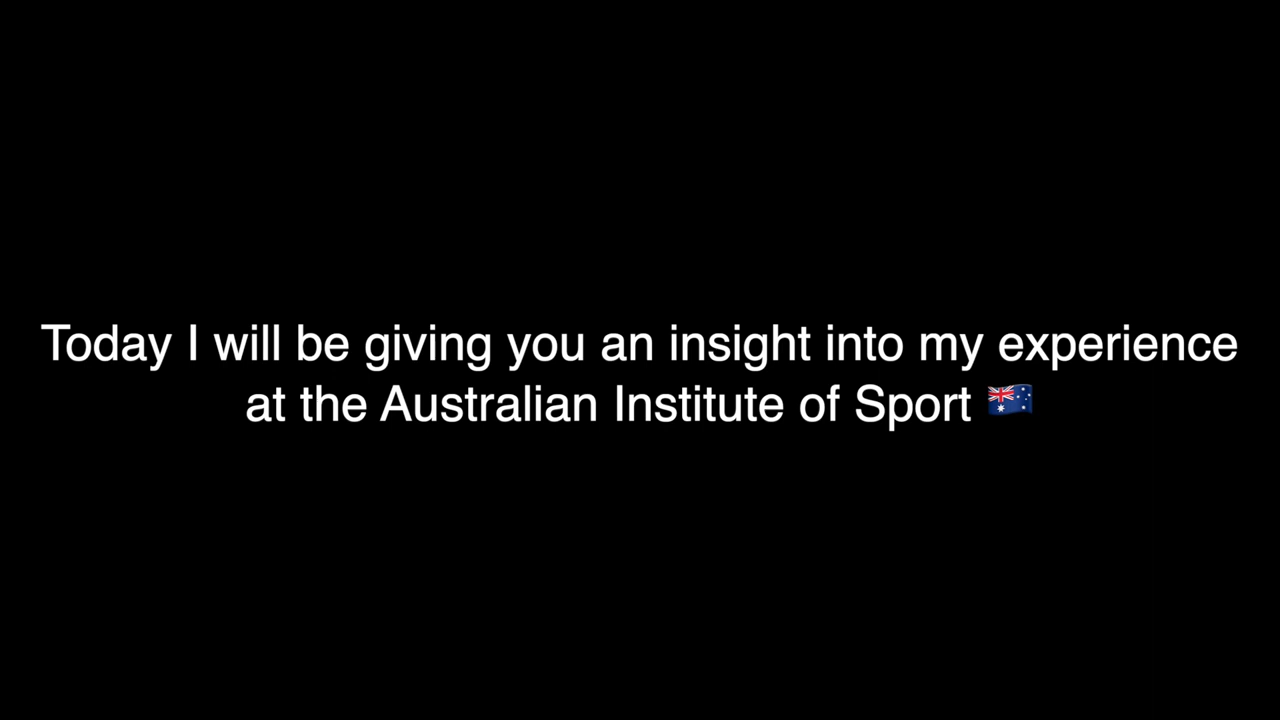 Today I will be giving you an insight into my experience
at the Australian Institute of Sport 🇦🇺